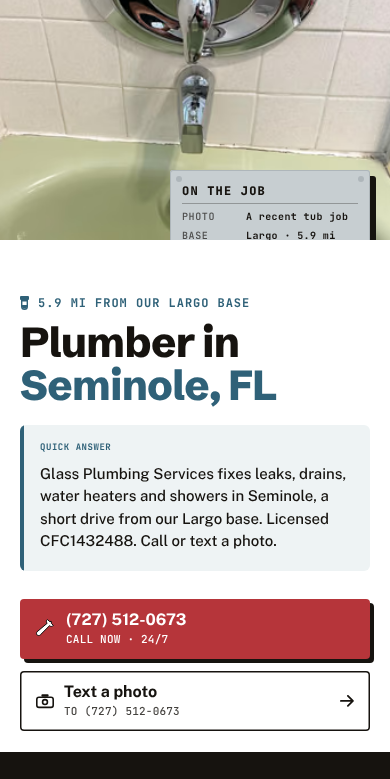 ON THE JOB
PHOTO A recent tub job
BASE Largo · 5.9 mi
5.9 MI FROM OUR LARGO BASE
Plumber in
Seminole, FL
QUICK ANSWER
Glass Plumbing Services fixes leaks, drains,
water heaters and showers in Seminole, a
short drive from our Largo base. Licensed
CFC1432488. Call or text a photo.
(727) 512-0673
CALL NOW · 24/7
Text a photo
TO (727) 512-0673